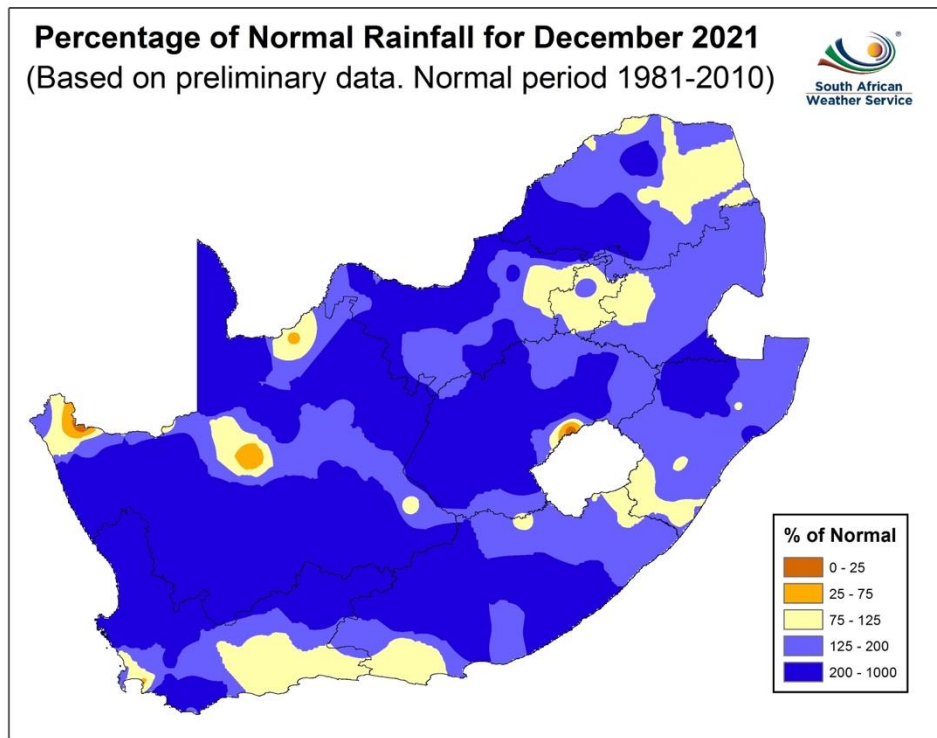 Percentage of Normal Rainfall for December 2021
(Based on preliminary data. Normal period 1981-2010)
®
South African
Weather Service
% of Normal
0 - 25
25 - 75
75 - 125
125 - 200
200 - 1000